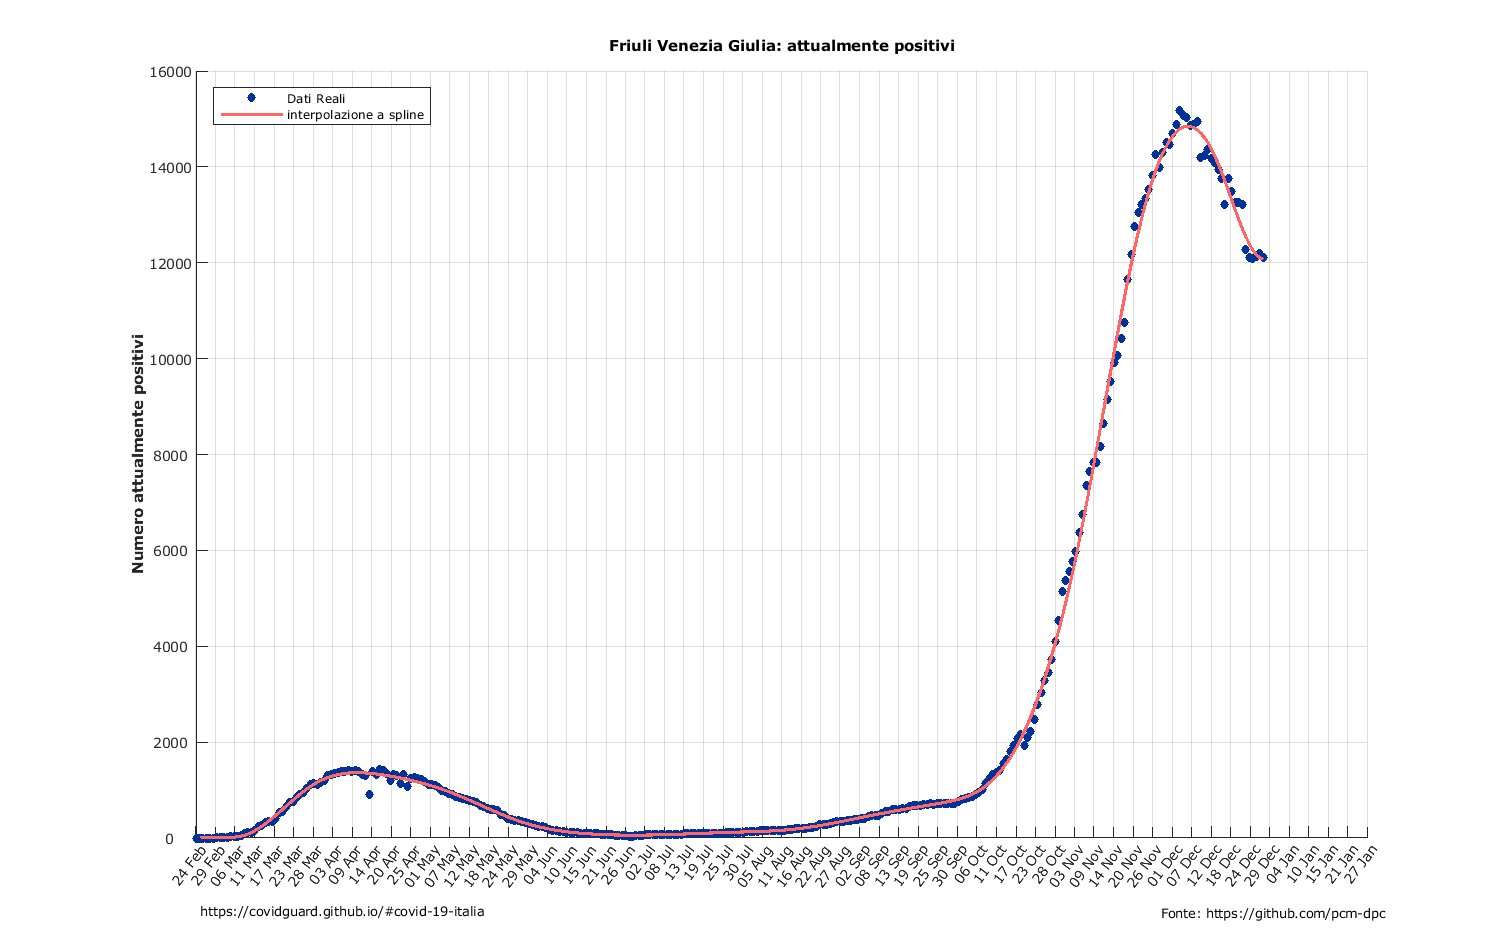 Friuli Venezia Giulia: attualmente positivi
Dati Reali
interpolazione a spline
Numero attualmente positivi
16000
14000
12000
10000
8000
6000
4000
2000
0
24 Feb
29 Feb
06 Mar
11 Mar
17 Mar
23 Mar
28 Mar
03 Apr
09 Apr
14 Apr
20 Apr
25 Apr
01 May
07 May
12 May
18 May
24 May
29 May
04 Jun
10 Jun
15 Jun
21 Jun
26 Jun
02 Jul
08 Jul
13 Jul
19 Jul
25 Jul
30 Jul
05 Aug
11 Aug
16 Aug
22 Aug
27 Aug
02 Sep
08 Sep
13 Sep
19 Sep
25 Sep
30 Sep
06 Oct
11 Oct
17 Oct
23 Oct
28 Oct
03 Nov
09 Nov
14 Nov
20 Nov
26 Nov
01 Dec
07 Dec
12 Dec
18 Dec
24 Dec
29 Dec
04 Jan
10 Jan
15 Jan
21 Jan
27 Jan
https://covidguard.github.io/#covid-19-italia
Fonte: https://github.com/pcm-dpc